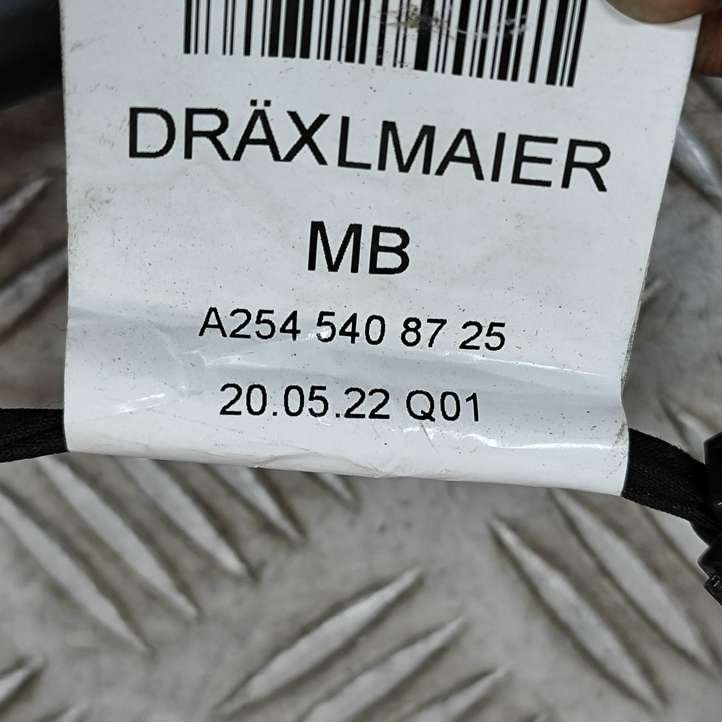 DRÄXLMAIER
MB
A254 540 87 25
20.05.22 Q01